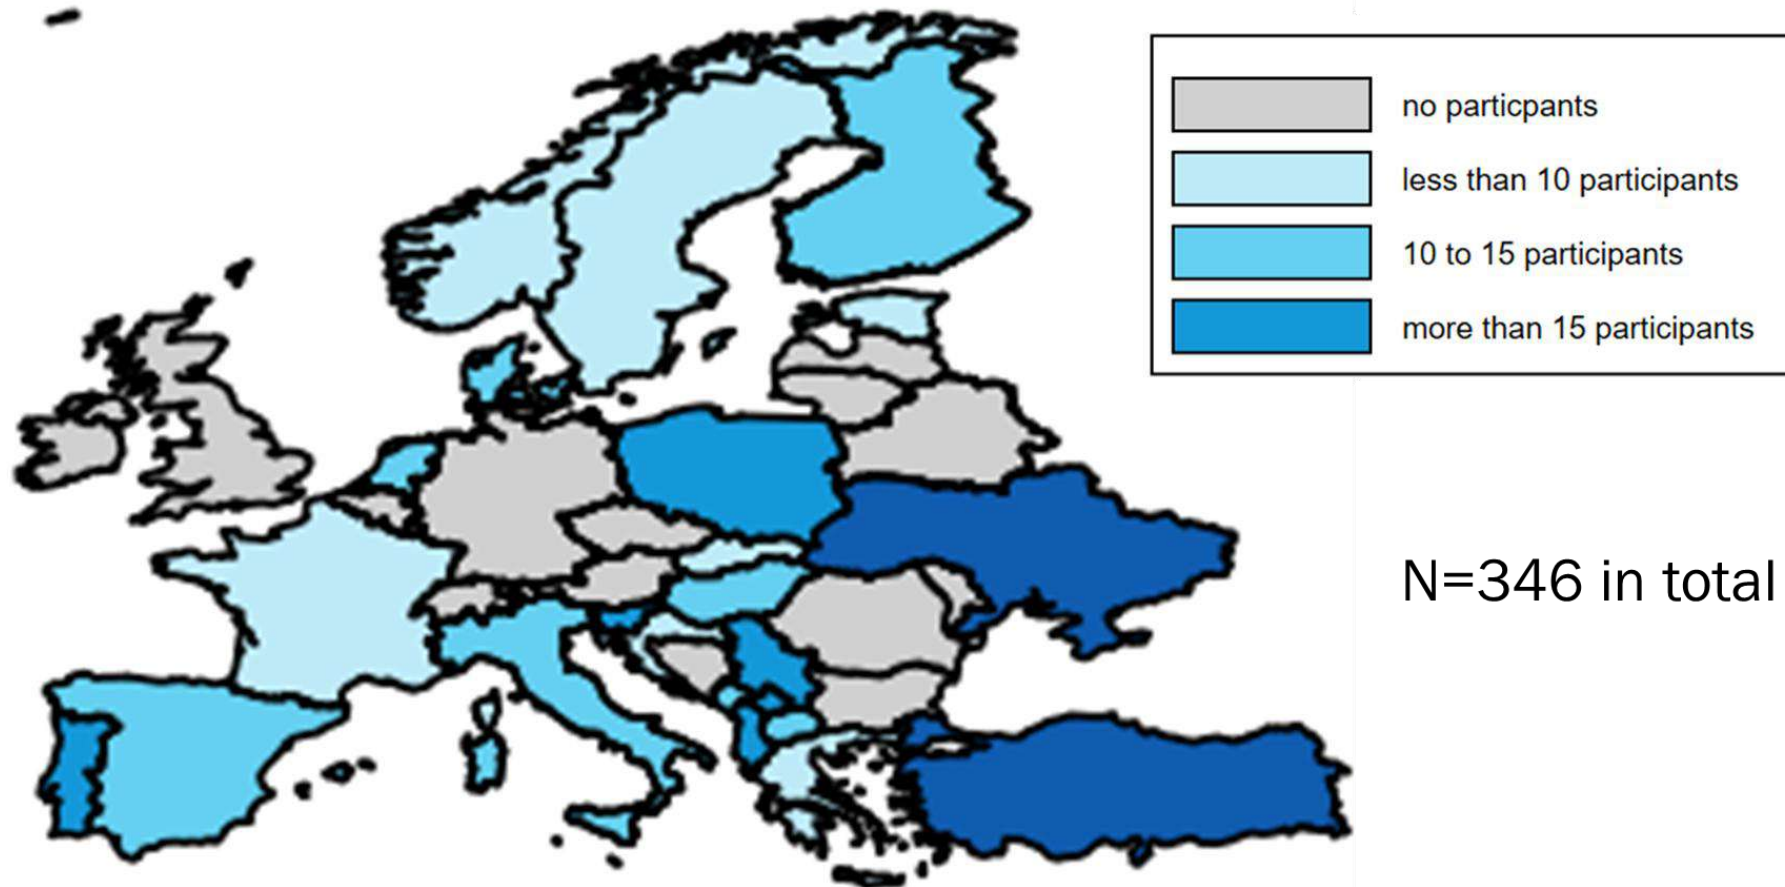 no particpants
less than 10 participants
10 to 15 participants
more than 15 participants
N=346 in total